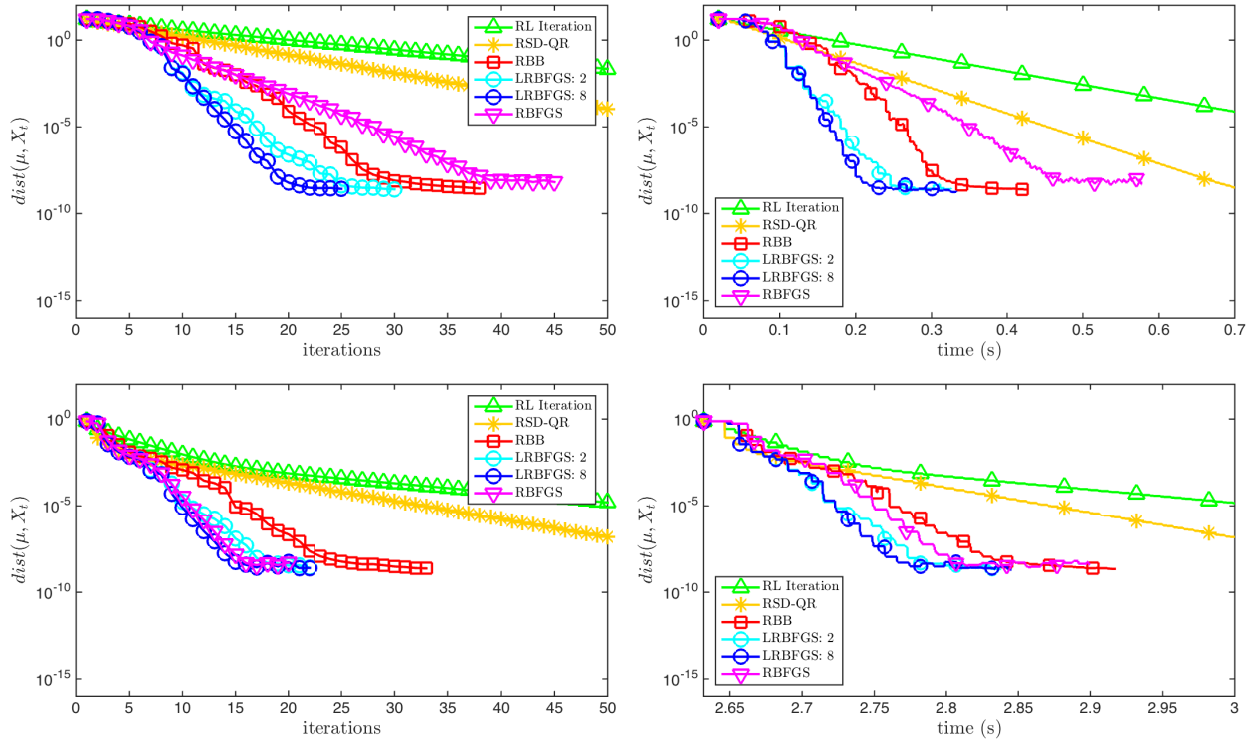 10^0
10^-5
10^-10
10^-15
dist(μ, X_t)
0 5 10 15 20 25 30 35 40 45 50
iterations
RL Iteration
RSD-QR
RBB
LRBFGS: 2
LRBFGS: 8
RBFGS
10^0
10^-5
10^-10
10^-15
dist(μ, X_t)
0 0.1 0.2 0.3 0.4 0.5 0.6 0.7
time (s)
RL Iteration
RSD-QR
RBB
LRBFGS: 2
LRBFGS: 8
RBFGS
10^0
10^-5
10^-10
10^-15
dist(μ, X_t)
0 5 10 15 20 25 30 35 40 45 50
iterations
RL Iteration
RSD-QR
RBB
LRBFGS: 2
LRBFGS: 8
RBFGS
10^0
10^-5
10^-10
10^-15
dist(μ, X_t)
2.65 2.7 2.75 2.8 2.85 2.9 2.95 3
time (s)
RL Iteration
RSD-QR
RBB
LRBFGS: 2
LRBFGS: 8
RBFGS